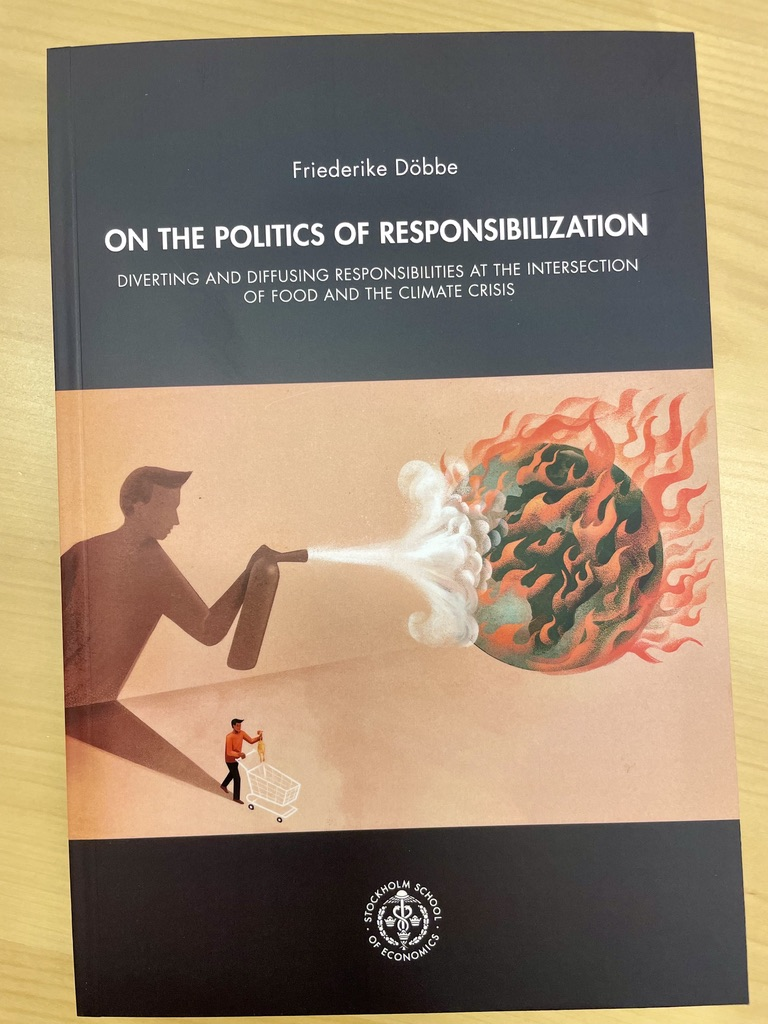 Friederike Döbbe
ON THE POLITICS OF RESPONSIBILIZATION
DIVERTING AND DIFFUSING RESPONSIBILITIES AT THE INTERSECTION
OF FOOD AND THE CLIMATE CRISIS
STOCKHOLM SCHOOL
· OF ECONOMICS ·